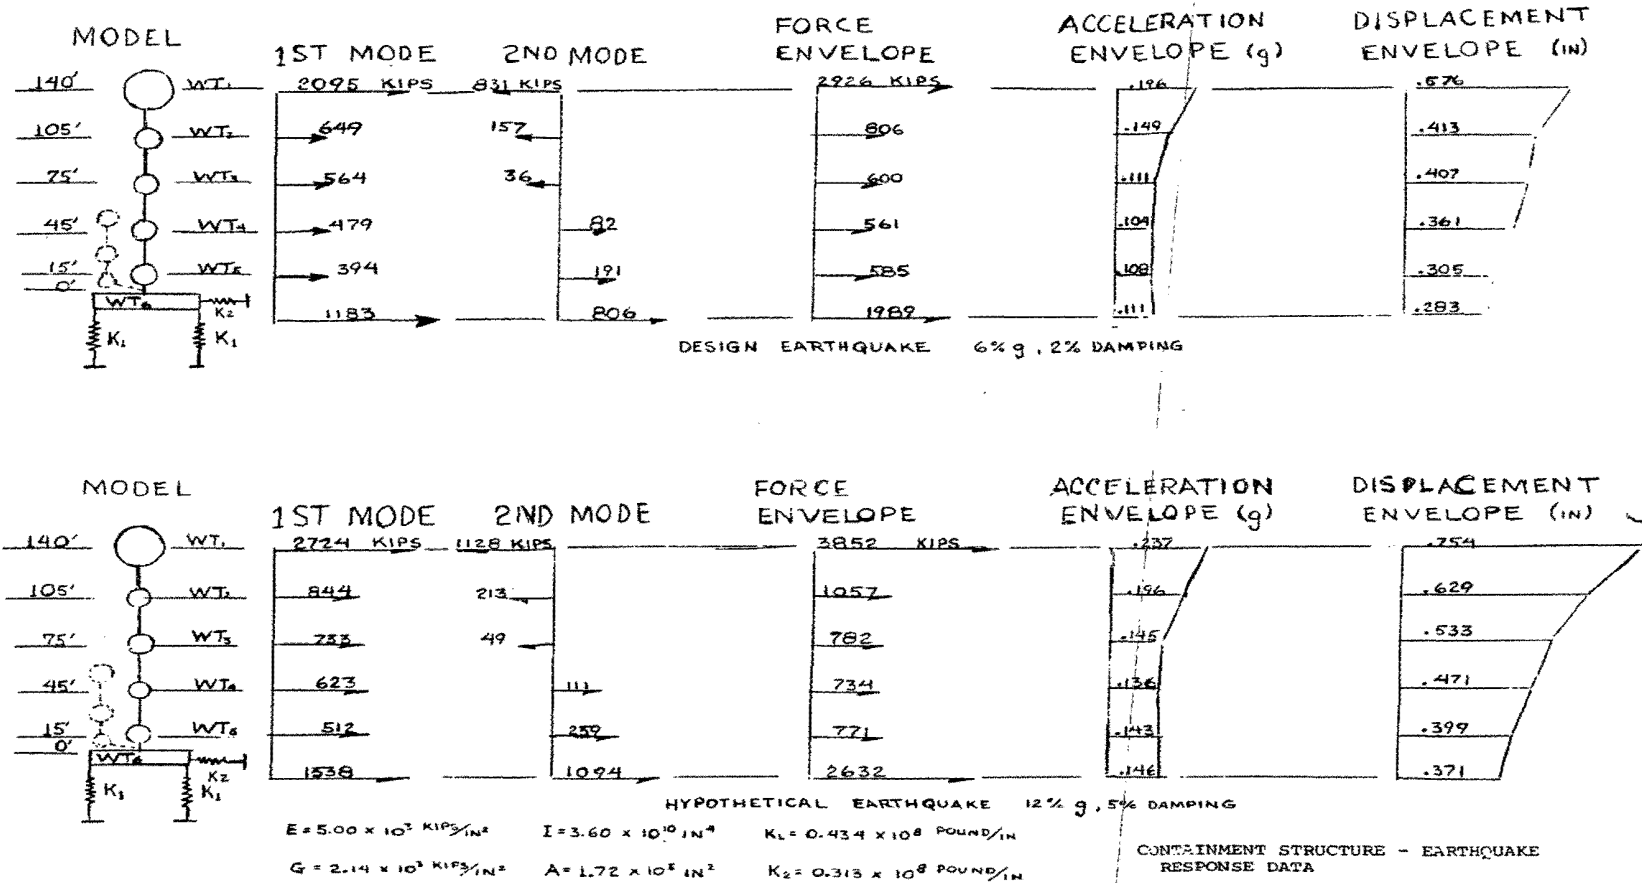 MODEL
1ST MODE
2ND MODE
FORCE ENVELOPE
ACCELERATION ENVELOPE (g)
DISPLACEMENT ENVELOPE (IN)
140' WT₁ 2095 KIPS 831 KIPS 2926 KIPS .196 .576
105' WT₂ 649 157 806 .149 .413
75' WT₃ 564 36 600 .111 .407
45' WT₄ 479 82 561 .104 .361
15' WT₅ 394 191 585 .108 .305
0'
WT₆ K₂
1183 806 1989 .111 .283
K₁ K₁
DESIGN EARTHQUAKE 6% g, 2% DAMPING
MODEL
1ST MODE
2ND MODE
FORCE ENVELOPE
ACCELERATION ENVELOPE (g)
DISPLACEMENT ENVELOPE (IN)
140' WT₁ 2724 KIPS 1128 KIPS 3852 KIPS .237 .754
105' WT₂ 844 213 1057 .196 .629
75' WT₃ 733 49 782 .145 .533
45' WT₄ 623 111 734 .136 .471
15' WT₅ 512 259 771 .143 .399
0'
WT₆ K₂
1538 1094 2632 .146 .371
K₁ K₁
HYPOTHETICAL EARTHQUAKE 12% g, 5% DAMPING
E = 5.00 × 10³ KIPS/IN² I = 3.60 × 10¹⁰ IN⁴ K₁ = 0.434 × 10⁸ POUND/IN
G = 2.14 × 10³ KIPS/IN² A = 1.72 × 10⁵ IN² K₂ = 0.313 × 10⁸ POUND/IN
CONTAINMENT STRUCTURE - EARTHQUAKE
RESPONSE DATA